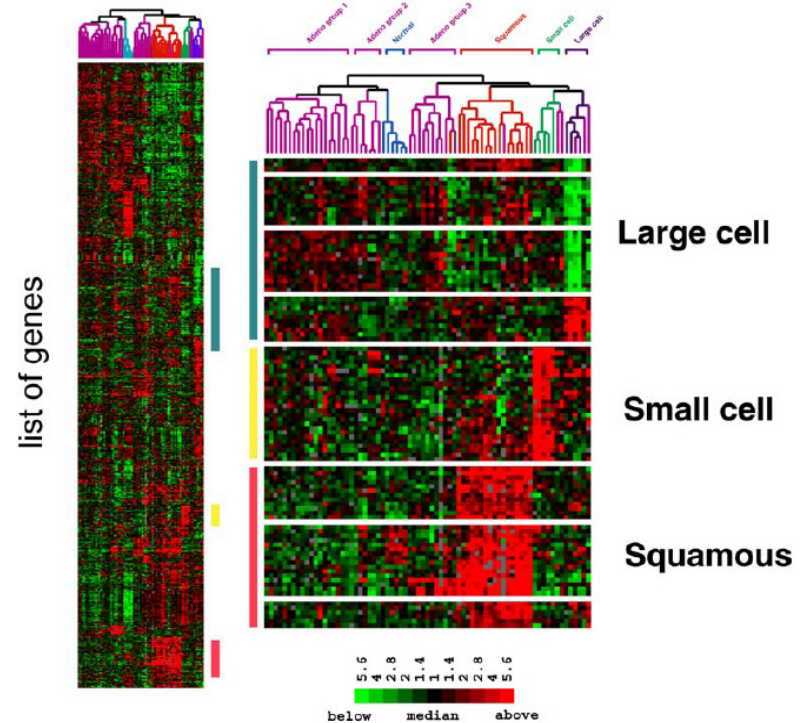 Adeno group 1
Adeno group 2
Normal
Adeno group 3
Squamous
Small cell
Large cell
list of genes
Large cell
Small cell
Squamous
5.6 4 2.8 2 1.4 1 1.4 2 2.8 4 5.6
below median above